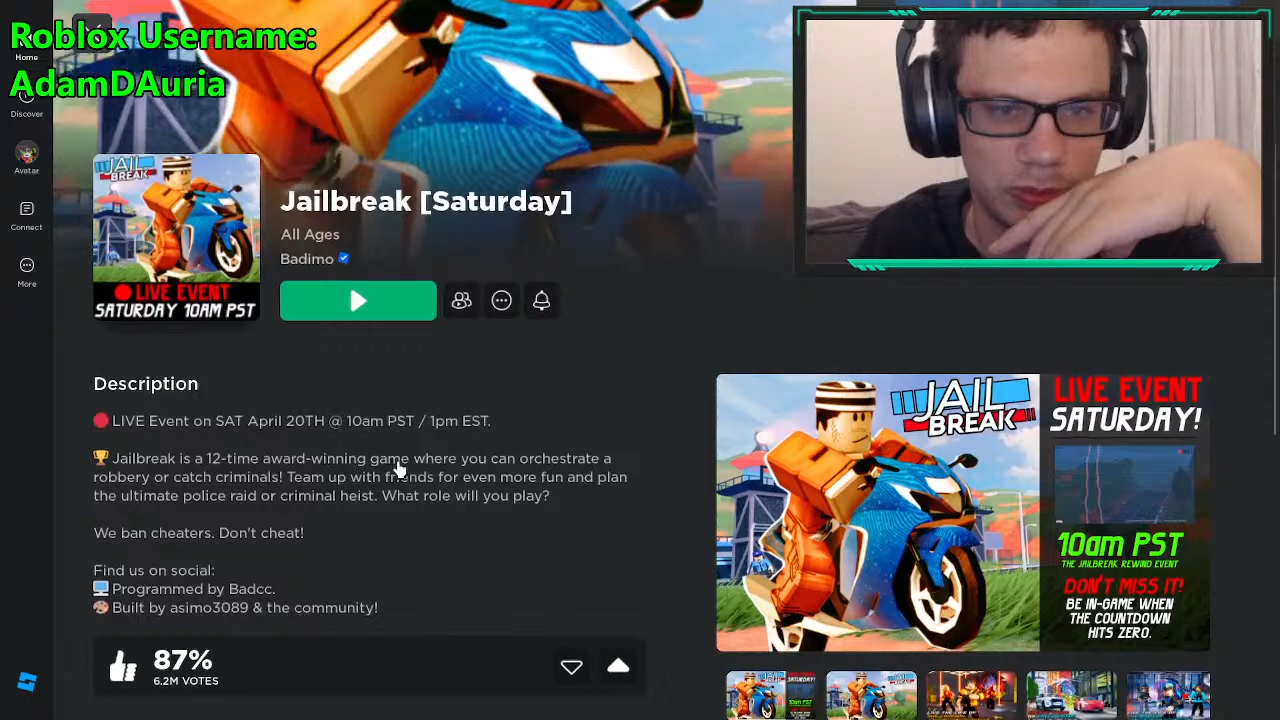 Roblox Username:
AdamDAuria
Home
Discover
Avatar
Connect
More
JAIL
BREAK
LIVE EVENT
SATURDAY 10AM PST
Jailbreak [Saturday]
All Ages
Badimo
Description
LIVE Event on SAT April 20TH @ 10am PST / 1pm EST.
Jailbreak is a 12-time award-winning game where you can orchestrate a
robbery or catch criminals! Team up with friends for even more fun and plan
the ultimate police raid or criminal heist. What role will you play?
We ban cheaters. Don't cheat!
Find us on social:
Programmed by Badcc.
Built by asimo3089 & the community!
87%
6.2M VOTES
JAIL
BREAK
LIVE EVENT
SATURDAY!
10am PST
THE JAILBREAK REWIND EVENT
DON'T MISS IT!
BE IN-GAME WHEN
THE COUNTDOWN
HITS ZERO.